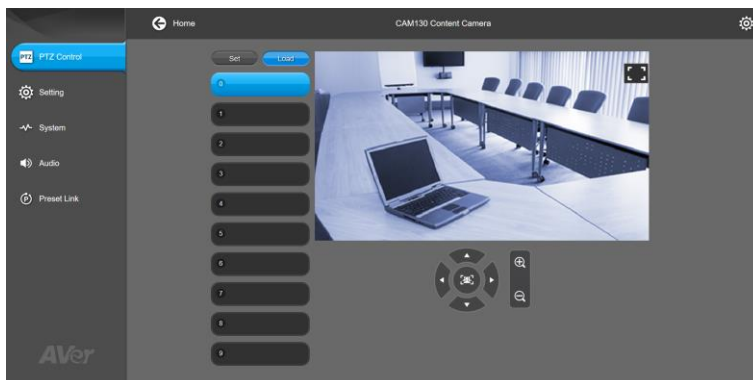 Home
CAM130 Content Camera
PTZ PTZ Control
Setting
System
Audio
P Preset Link
Set
Load
0
1
2
3
4
5
6
7
8
9
AVer